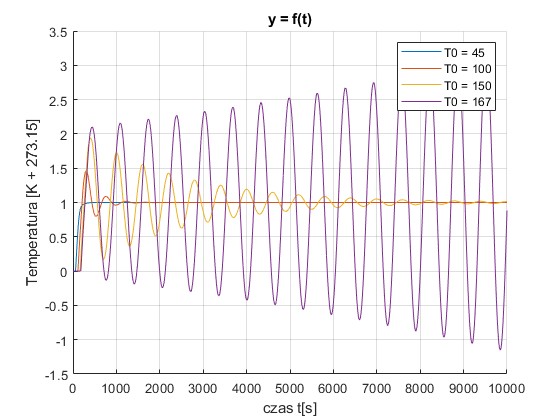 y = f(t)
3.5
3
2.5
2
1.5
1
0.5
0
-0.5
-1
-1.5
Temperatura [K + 273.15]
T0 = 45
T0 = 100
T0 = 150
T0 = 167
0 1000 2000 3000 4000 5000 6000 7000 8000 9000 10000
czas t[s]